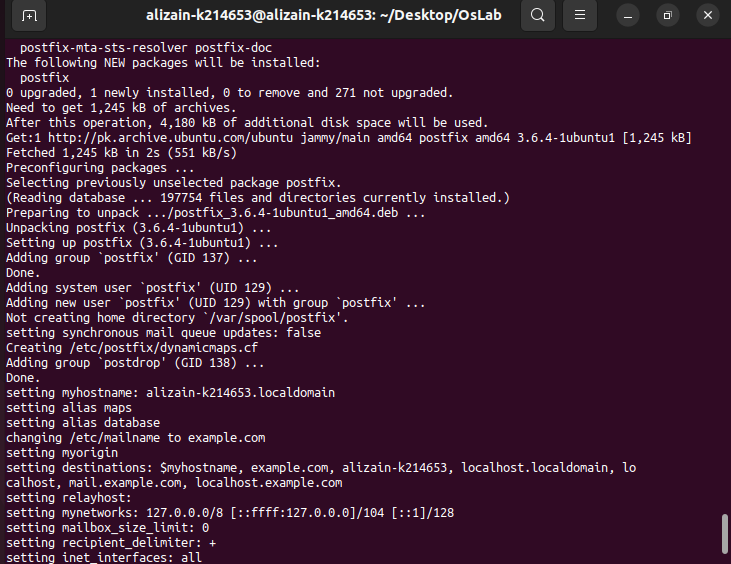 alizain-k214653@alizain-k214653: ~/Desktop/OsLab
  postfix-mta-sts-resolver postfix-doc
The following NEW packages will be installed:
  postfix
0 upgraded, 1 newly installed, 0 to remove and 271 not upgraded.
Need to get 1,245 kB of archives.
After this operation, 4,180 kB of additional disk space will be used.
Get:1 http://pk.archive.ubuntu.com/ubuntu jammy/main amd64 postfix amd64 3.6.4-1ubuntu1 [1,245 kB]
Fetched 1,245 kB in 2s (551 kB/s)
Preconfiguring packages ...
Selecting previously unselected package postfix.
(Reading database ... 197754 files and directories currently installed.)
Preparing to unpack .../postfix_3.6.4-1ubuntu1_amd64.deb ...
Unpacking postfix (3.6.4-1ubuntu1) ...
Setting up postfix (3.6.4-1ubuntu1) ...
Adding group `postfix' (GID 137) ...
Done.
Adding system user `postfix' (UID 129) ...
Adding new user `postfix' (UID 129) with group `postfix' ...
Not creating home directory `/var/spool/postfix'.
setting synchronous mail queue updates: false
Creating /etc/postfix/dynamicmaps.cf
Adding group `postdrop' (GID 138) ...
Done.
setting myhostname: alizain-k214653.localdomain
setting alias maps
setting alias database
changing /etc/mailname to example.com
setting myorigin
setting destinations: $myhostname, example.com, alizain-k214653, localhost.localdomain, lo
calhost, mail.example.com, localhost.example.com
setting relayhost:
setting mynetworks: 127.0.0.0/8 [::ffff:127.0.0.0]/104 [::1]/128
setting mailbox_size_limit: 0
setting recipient_delimiter: +
setting inet_interfaces: all